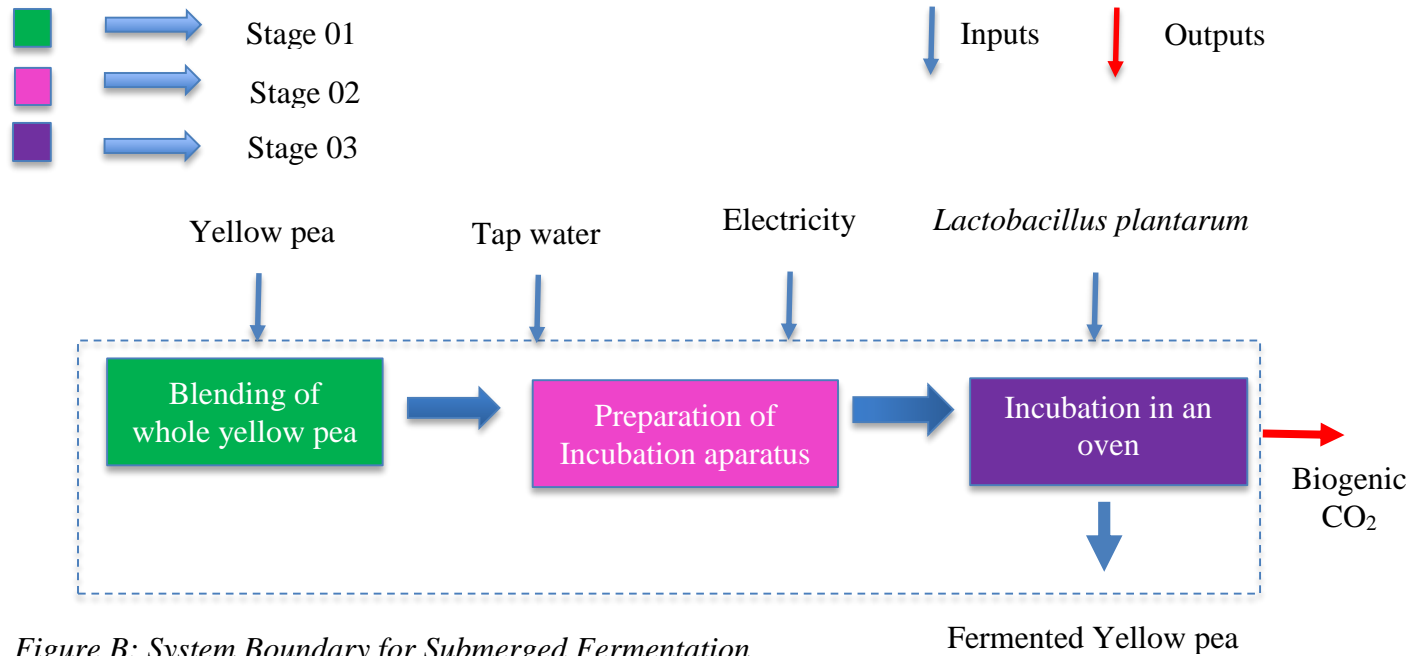 Stage 01
Inputs
Outputs
Stage 02
Stage 03
Yellow pea
Tap water
Electricity
Lactobacillus plantarum
Blending of
whole yellow pea
Preparation of
Incubation aparatus
Incubation in an
oven
Biogenic
CO₂
Fermented Yellow pea
Figure B: System Boundary for Submerged Fermentation